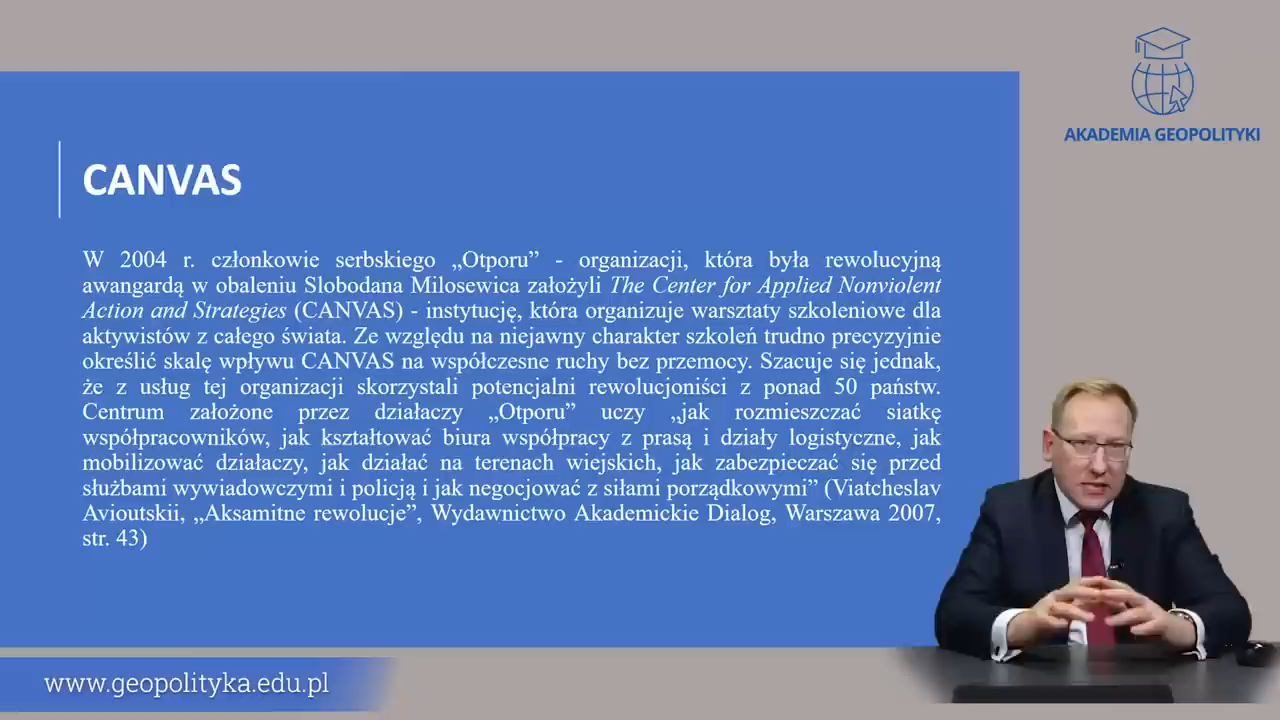 AKADEMIA GEOPOLITYKI
CANVAS
W 2004 r. członkowie serbskiego „Otporu” - organizacji, która była rewolucyjną
awangardą w obaleniu Slobodana Milosewica założyli The Center for Applied Nonviolent
Action and Strategies (CANVAS) - instytucję, która organizuje warsztaty szkoleniowe dla
aktywistów z całego świata. Ze względu na niejawny charakter szkoleń trudno precyzyjnie
określić skalę wpływu CANVAS na współczesne ruchy bez przemocy. Szacuje się jednak,
że z usług tej organizacji skorzystali potencjalni rewolucjoniści z ponad 50 państw.
Centrum założone przez działaczy „Otporu” uczy „jak rozmieszczać siatkę
współpracowników, jak kształtować biura współpracy z prasą i działy logistyczne, jak
mobilizować działaczy, jak działać na terenach wiejskich, jak zabezpieczać się przed
służbami wywiadowczymi i policją i jak negocjować z siłami porządkowymi” (Viatcheslav
Avioutskii, „Aksamitne rewolucje”, Wydawnictwo Akademickie Dialog, Warszawa 2007,
str. 43)
www.geopolityka.edu.pl